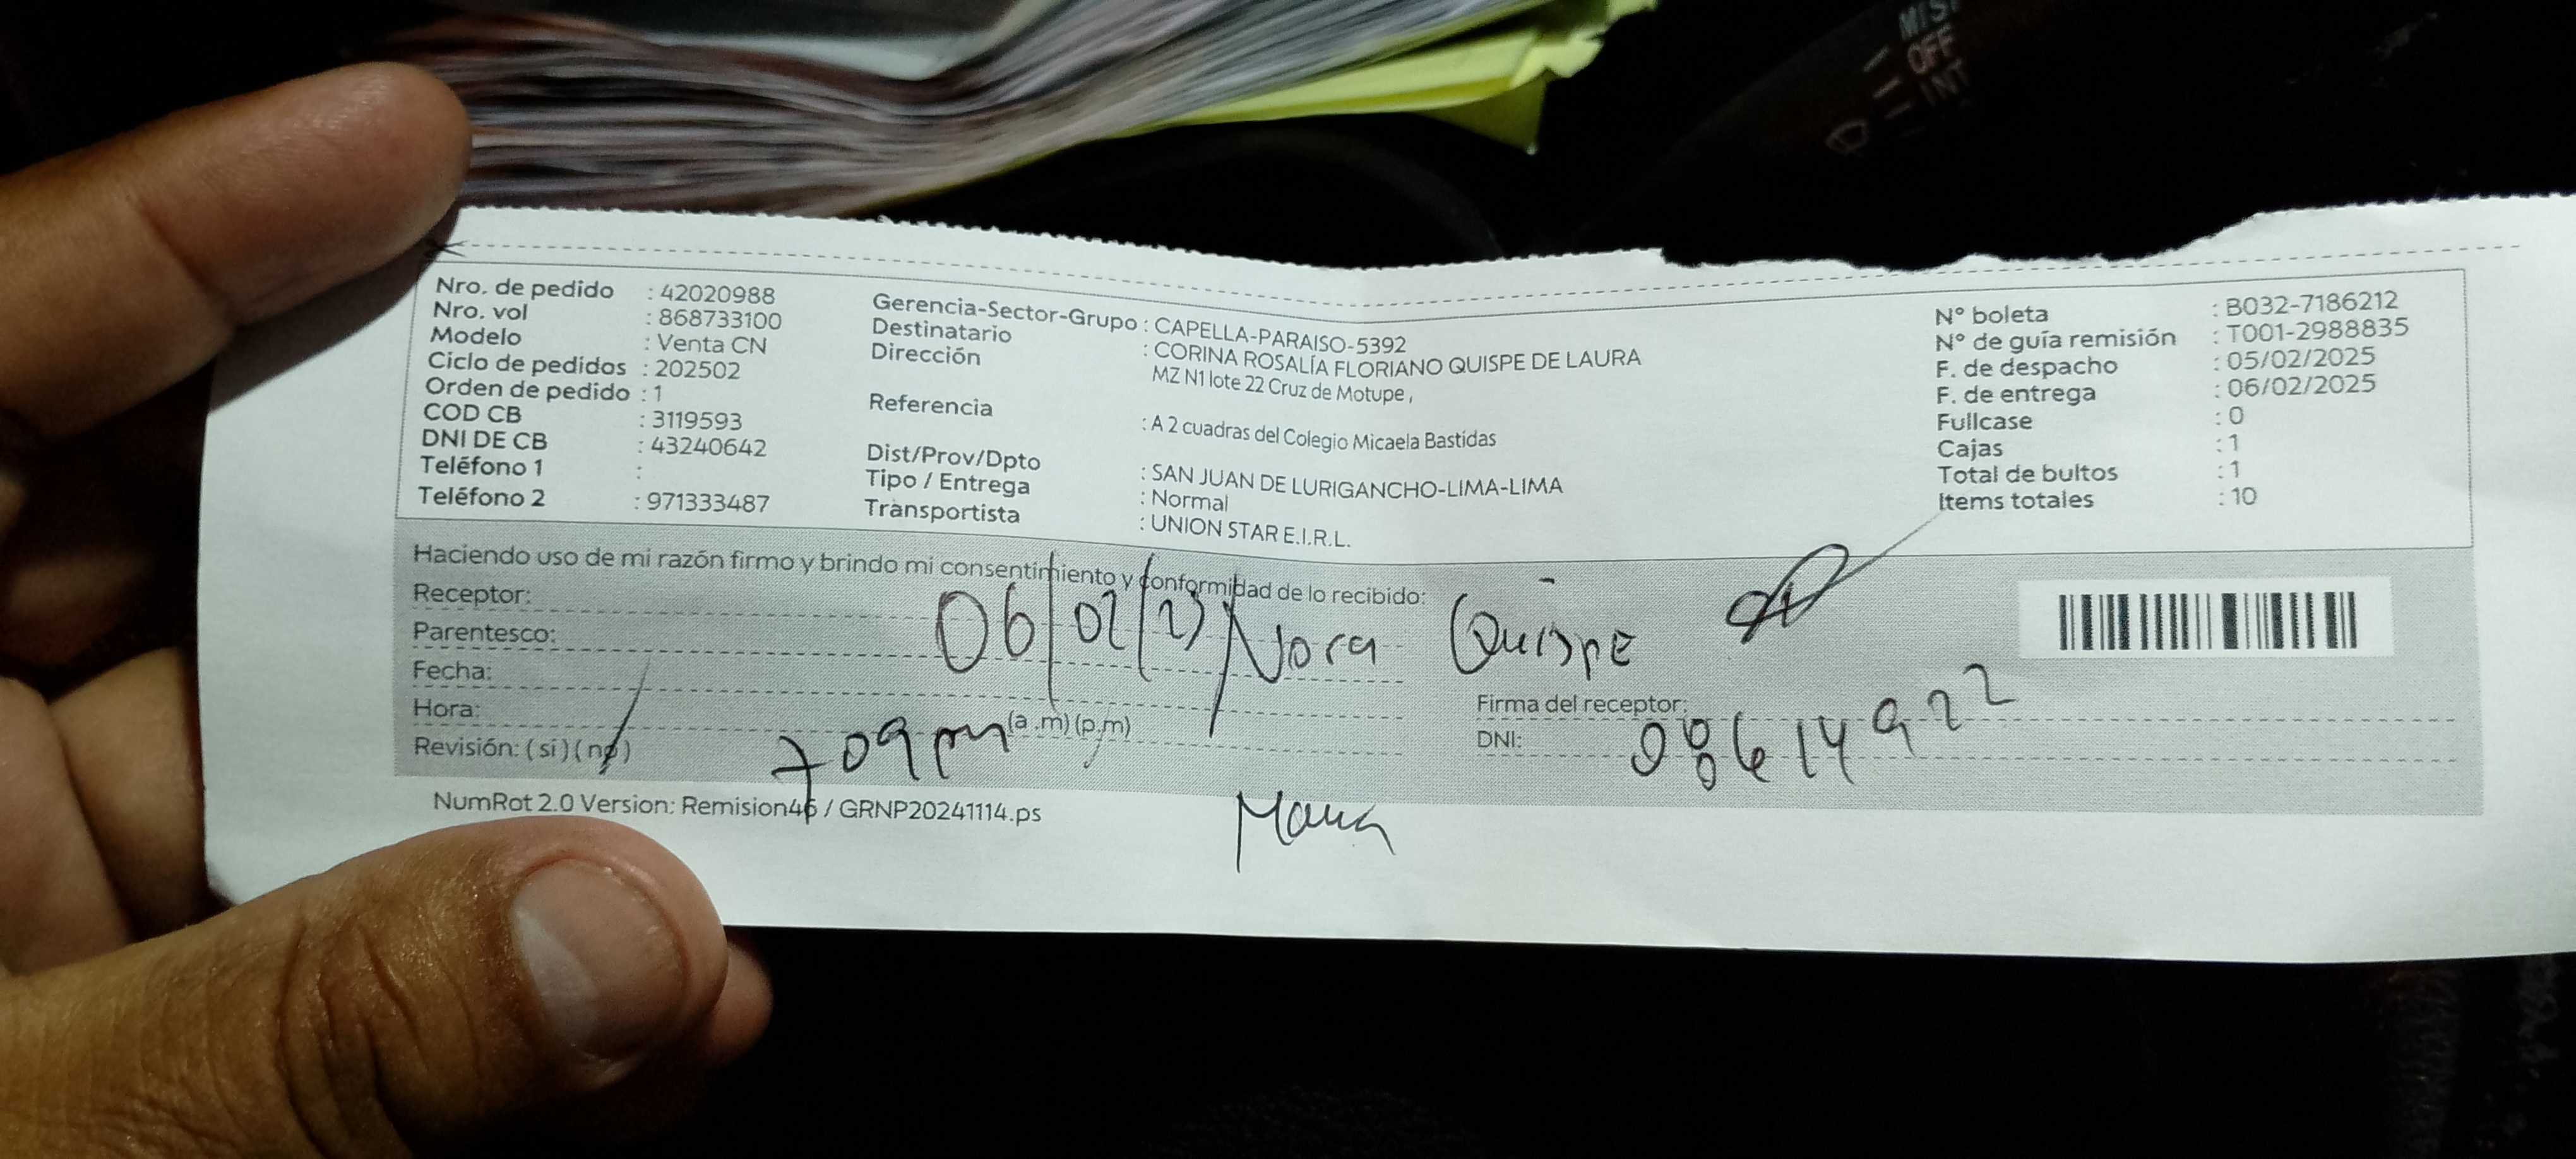 MIST
OFF
INT
Nro. de pedido : 42020988
Nro. vol : 868733100
Modelo : Venta CN
Ciclo de pedidos : 202502
Orden de pedido : 1
COD CB : 3119593
DNI DE CB : 43240642
Teléfono 1 :
Teléfono 2 : 971333487
Gerencia-Sector-Grupo : CAPELLA-PARAISO-5392
Destinatario : CORINA ROSALÍA FLORIANO QUISPE DE LAURA
Dirección MZ N1 lote 22 Cruz de Motupe ,
Referencia : A 2 cuadras del Colegio Micaela Bastidas
Dist/Prov/Dpto : SAN JUAN DE LURIGANCHO-LIMA-LIMA
Tipo / Entrega : Normal
Transportista : UNION STAR E.I.R.L.
N° boleta : B032-7186212
N° de guía remisión : T001-2988835
F. de despacho : 05/02/2025
F. de entrega : 06/02/2025
Fullcase : 0
Cajas : 1
Total de bultos : 1
Items totales : 10
Haciendo uso de mi razón firmo y brindo mi consentimiento y conformidad de lo recibido:
Receptor: Nora Quispe
Parentesco:
Fecha: 06/02/25
Hora: 709 pm (a.m) (p.m)
Revisión: ( si ) ( no )
Firma del receptor:
DNI: 08614922
NumRot 2.0 Version: Remision46 / GRNP20241114.ps